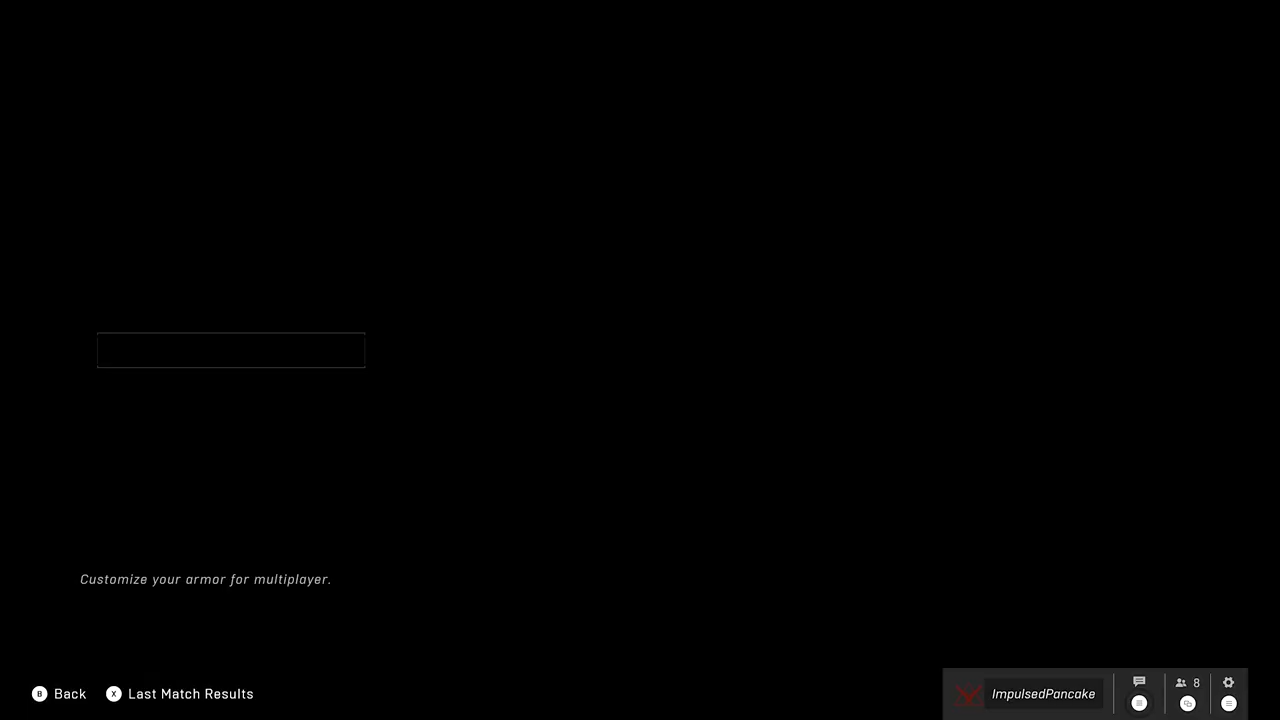 Customize your armor for multiplayer.
B Back X Last Match Results
ImpulsedPancake
8